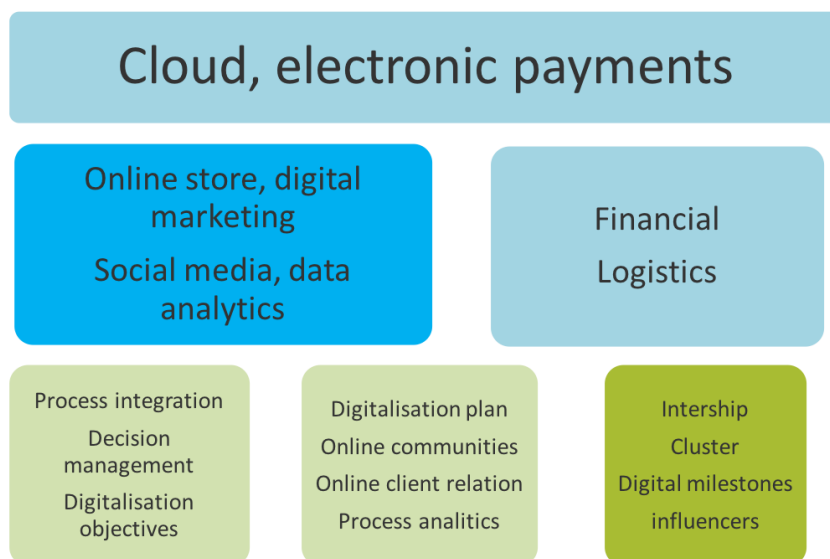 Cloud, electronic payments
Online store, digital
marketing
Social media, data
analytics
Financial
Logistics
Process integration
Decision
management
Digitalisation
objectives
Digitalisation plan
Online communities
Online client relation
Process analitics
Intership
Cluster
Digital milestones
influencers